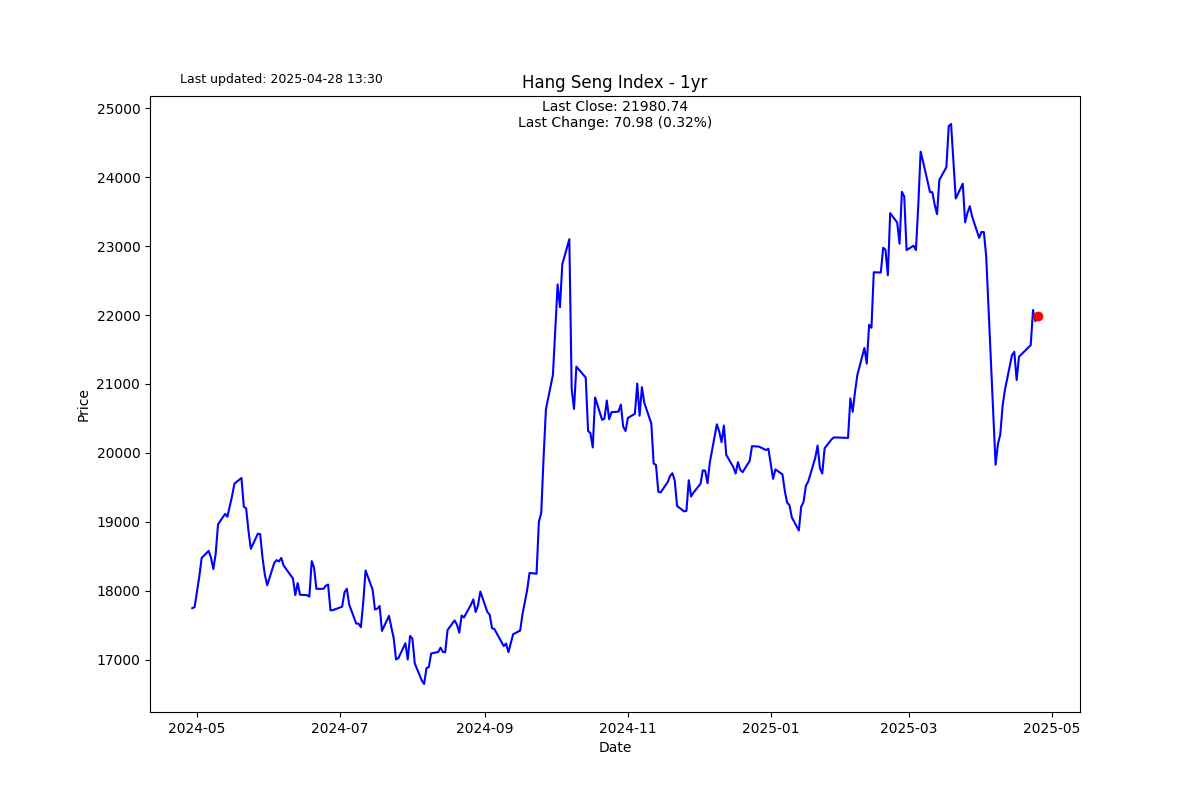 Last updated: 2025-04-28 13:30
Hang Seng Index - 1yr
Last Close: 21980.74
Last Change: 70.98 (0.32%)
25000
24000
23000
22000
21000
20000
19000
18000
17000
Price
2024-05
2024-07
2024-09
2024-11
2025-01
2025-03
2025-05
Date